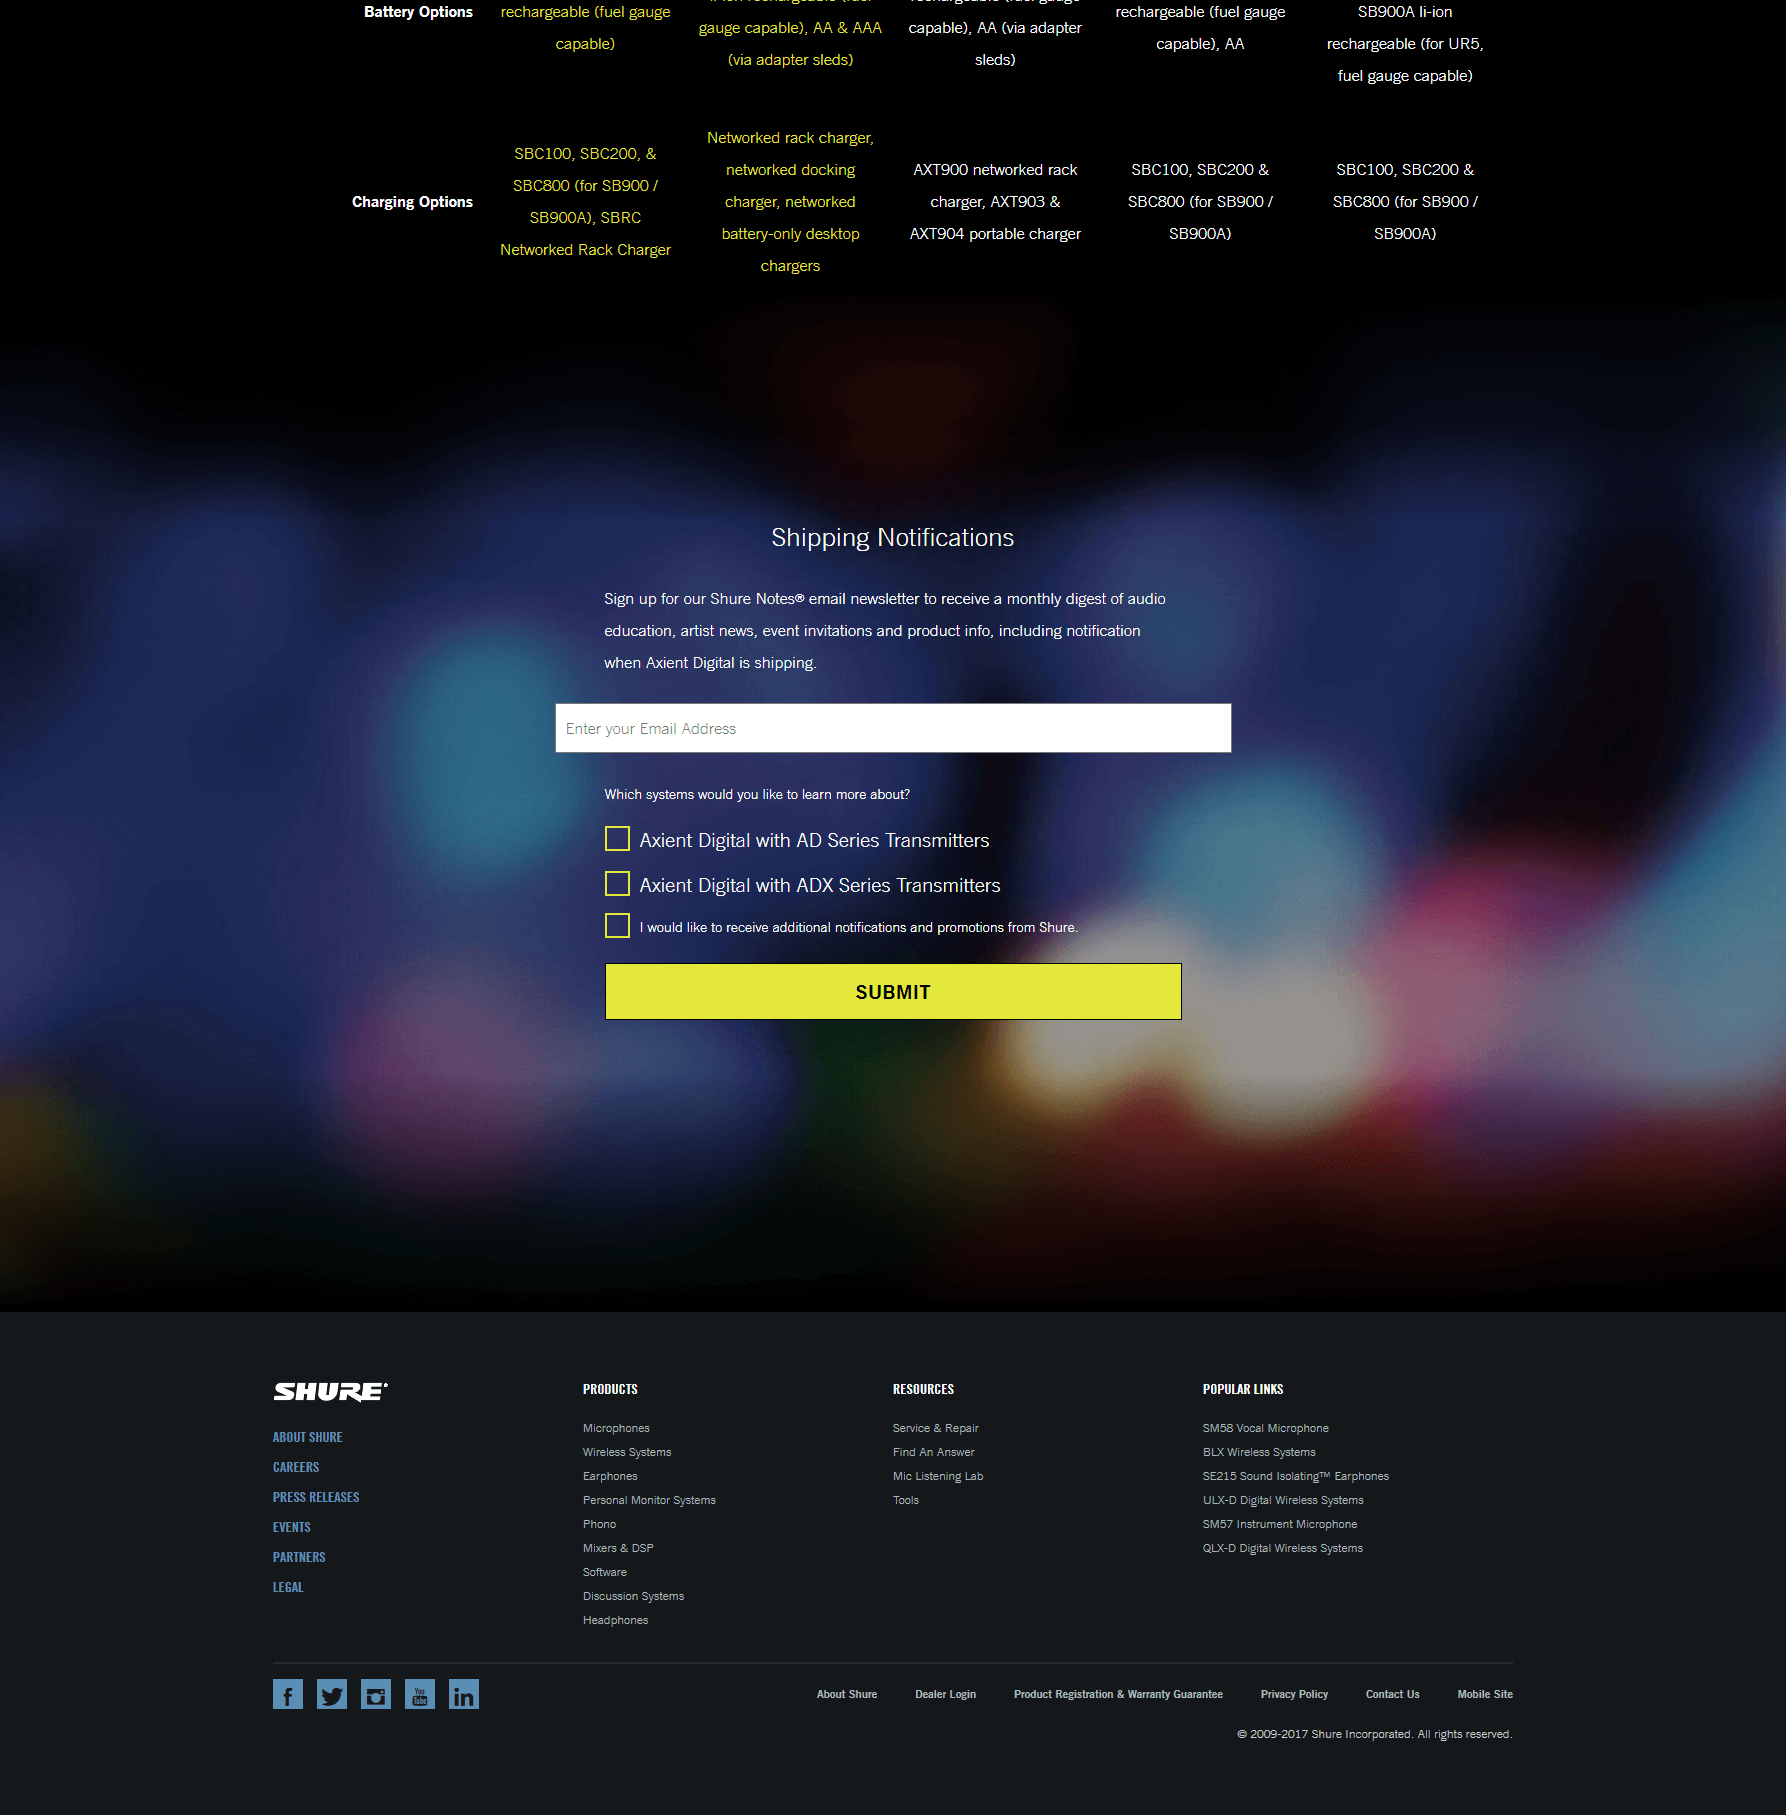 Battery Options
rechargeable (fuel gauge
capable)
gauge capable), AA & AAA
(via adapter sleds)
capable), AA (via adapter
sleds)
rechargeable (fuel gauge
capable), AA
SB900A li-ion
rechargeable (for UR5,
fuel gauge capable)
Charging Options
SBC100, SBC200, &
SBC800 (for SB900 /
SB900A), SBRC
Networked Rack Charger
Networked rack charger,
networked docking
charger, networked
battery-only desktop
chargers
AXT900 networked rack
charger, AXT903 &
AXT904 portable charger
SBC100, SBC200 &
SBC800 (for SB900 /
SB900A)
SBC100, SBC200 &
SBC800 (for SB900 /
SB900A)
Shipping Notifications
Sign up for our Shure Notes® email newsletter to receive a monthly digest of audio
education, artist news, event invitations and product info, including notification
when Axient Digital is shipping.
Enter your Email Address
Which systems would you like to learn more about?
Axient Digital with AD Series Transmitters
Axient Digital with ADX Series Transmitters
I would like to receive additional notifications and promotions from Shure.
SUBMIT
SHURE®
ABOUT SHURE
CAREERS
PRESS RELEASES
EVENTS
PARTNERS
LEGAL
PRODUCTS
Microphones
Wireless Systems
Earphones
Personal Monitor Systems
Phono
Mixers & DSP
Software
Discussion Systems
Headphones
RESOURCES
Service & Repair
Find An Answer
Mic Listening Lab
Tools
POPULAR LINKS
SM58 Vocal Microphone
BLX Wireless Systems
SE215 Sound Isolating™ Earphones
ULX-D Digital Wireless Systems
SM57 Instrument Microphone
QLX-D Digital Wireless Systems
f
You
Tube
in
About Shure
Dealer Login
Product Registration & Warranty Guarantee
Privacy Policy
Contact Us
Mobile Site
© 2009-2017 Shure Incorporated. All rights reserved.